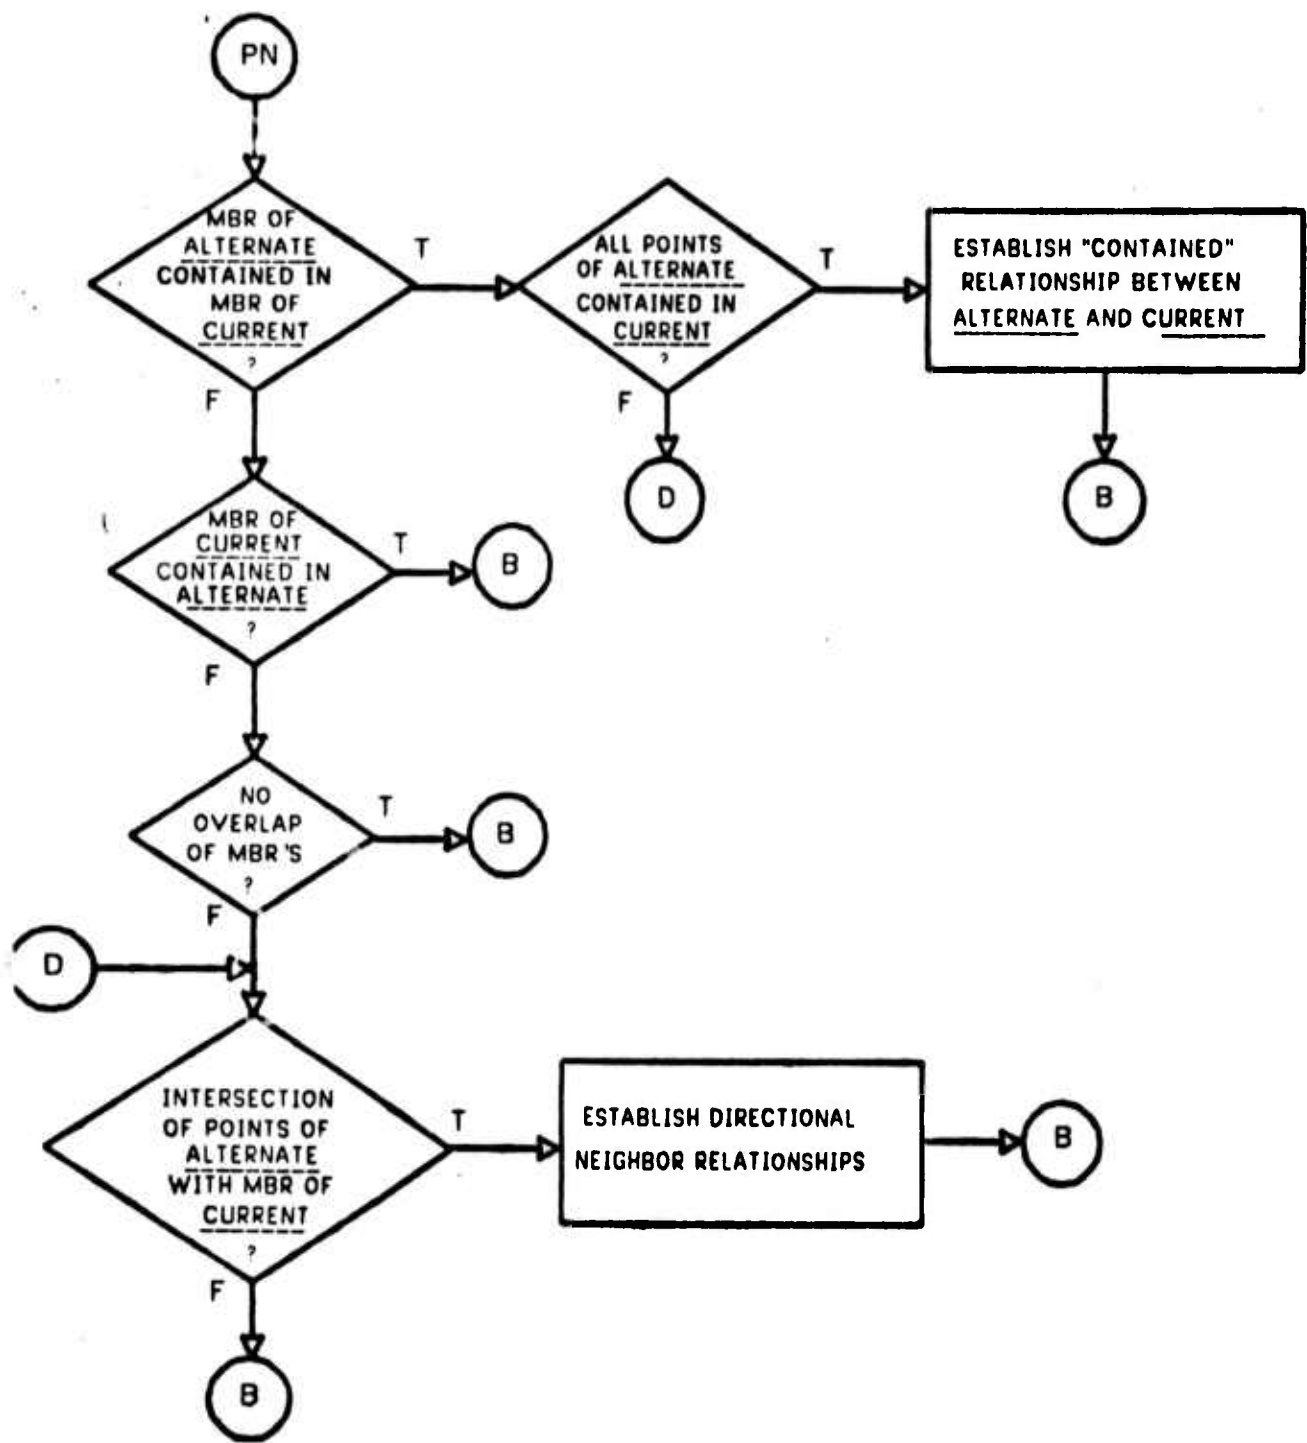 PN
MBR OF
ALTERNATE
CONTAINED IN
MBR OF
CURRENT
?
T
F
ALL POINTS
OF ALTERNATE
CONTAINED IN
CURRENT
?
T
F
ESTABLISH "CONTAINED"
RELATIONSHIP BETWEEN
ALTERNATE AND CURRENT
D
B
MBR OF
CURRENT
CONTAINED IN
ALTERNATE
?
T
B
F
NO
OVERLAP
OF MBR'S
?
T
B
F
D
INTERSECTION
OF POINTS OF
ALTERNATE
WITH MBR OF
CURRENT
?
T
ESTABLISH DIRECTIONAL
NEIGHBOR RELATIONSHIPS
B
F
B